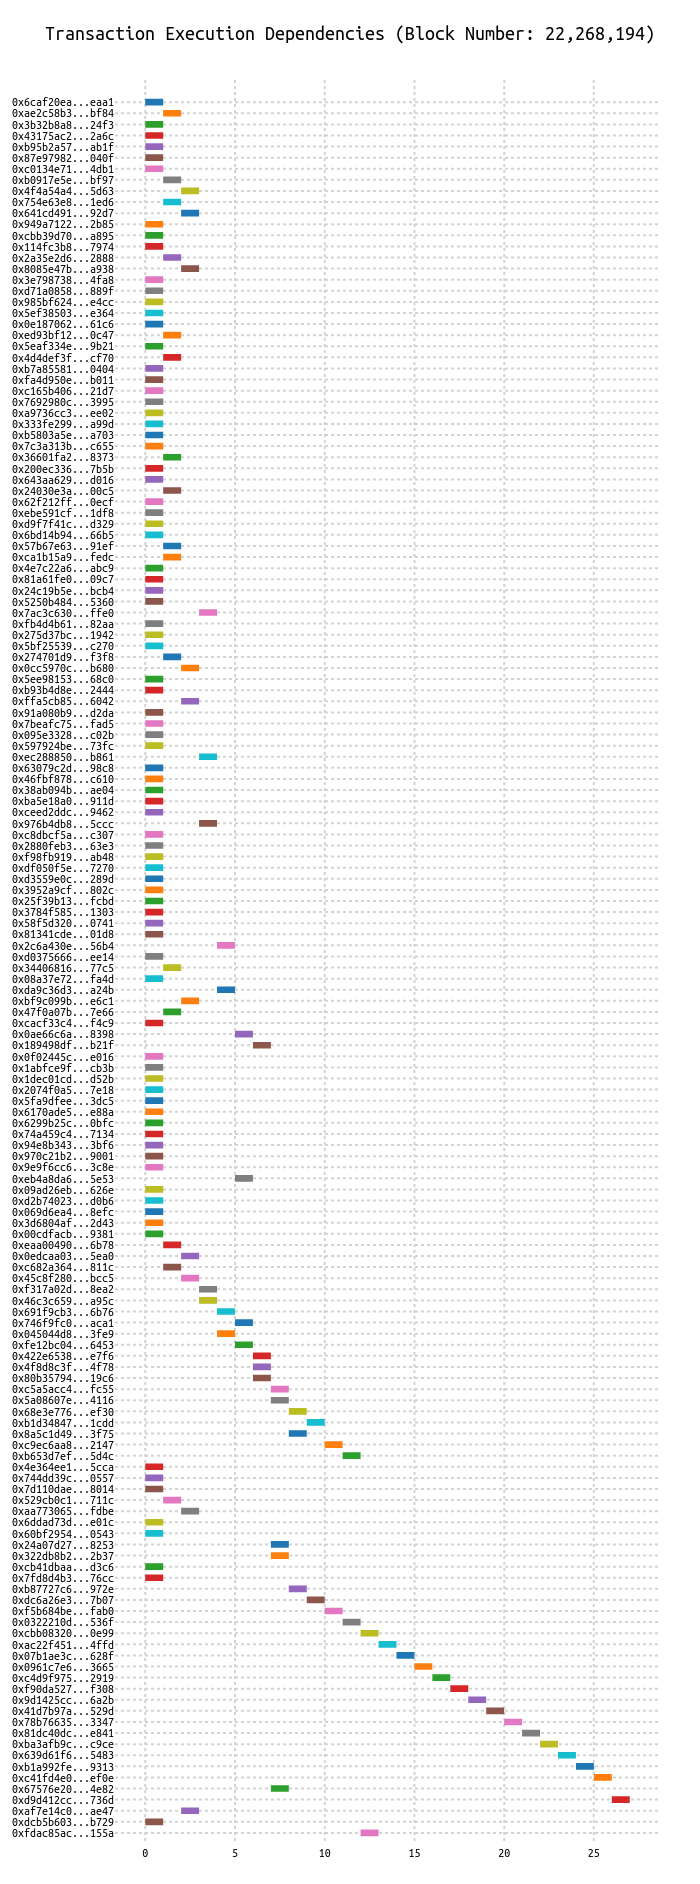 Transaction Execution Dependencies (Block Number: 22,268,194)
0x6caf20ea...eaa1
0xae2c58b3...bf84
0x3b32b8a8...24f3
0x43175ac2...2a6c
0xb95b2a57...ab1f
0x87e97982...040f
0xc0134e71...4db1
0xb0917e5e...bf97
0x4f4a54a4...5d63
0x754e63e8...1ed6
0x641cd491...92d7
0x949a7122...2b85
0xcbb39d70...a895
0x114fc3b8...7974
0x2a35e2d6...2888
0x8085e47b...a938
0x3e798738...4fa8
0xd71a0858...889f
0x985bf624...e4cc
0x5ef38503...e364
0x0e187062...61c6
0xed93bf12...0c47
0x5eaf334e...9b21
0x4d4def3f...cf70
0xb7a85581...0404
0xfa4d950e...b011
0xc165b406...21d7
0x7692980c...3995
0xa9736cc3...ee02
0x333fe299...a99d
0xb5803a5e...a703
0x7c3a313b...c655
0x36601fa2...8373
0x200ec336...7b5b
0x643aa629...d016
0x24030e3a...00c5
0x62f212ff...0ecf
0xebe591cf...1df8
0xd9f7f41c...d329
0x6bd14b94...66b5
0x57b67e63...91ef
0xca1b15a9...fedc
0x4e7c22a6...abc9
0x81a61fe0...09c7
0x24c19b5e...bcb4
0x5250b484...5360
0x7ac3c630...ffe0
0xfb4d4b61...82aa
0x275d37bc...1942
0x5bf25539...c270
0x274701d9...f3f8
0x0cc5970c...b680
0x5ee98153...68c0
0xb93b4d8e...2444
0xffa5cb85...6042
0x91a080b9...d2da
0x7beafc75...fad5
0x095e3328...c02b
0x597924be...73fc
0xec288850...b861
0x63079c2d...98c8
0x46fbf878...c610
0x38ab094b...ae04
0xba5e18a0...911d
0xceed2ddc...9462
0x976b4db8...5ccc
0xc8dbcf5a...c307
0x2880feb3...63e3
0xf98fb919...ab48
0xdf050f5e...7270
0xd3559e0c...289d
0x3952a9cf...802c
0x25f39b13...fcbd
0x3784f585...1303
0x58f5d320...0741
0x81341cde...01d8
0x2c6a430e...56b4
0xd0375666...ee14
0x34406816...77c5
0x08a37e72...fa4d
0xda9c36d3...a24b
0xbf9c099b...e6c1
0x47f0a07b...7e66
0xcacf33c4...f4c9
0x0ae66c6a...8398
0x189498df...b21f
0x0f02445c...e016
0x1abfce9f...cb3b
0x1dec01cd...d52b
0x2074f0a5...7e18
0x5fa9dfee...3dc5
0x6170ade5...e88a
0x6299b25c...0bfc
0x74a459c4...7134
0x94e8b343...3bf6
0x970c21b2...9001
0x9e9f6cc6...3c8e
0xeb4a8da6...5e53
0x09ad26eb...626e
0xd2b74023...d0b6
0x069d6ea4...8efc
0x3d6804af...2d43
0x00cdfacb...9381
0xeaa00490...6b78
0x0edcaa03...5ea0
0xc682a364...811c
0x45c8f280...bcc5
0xf317a02d...8ea2
0x46c3c659...a95c
0x691f9cb3...6b76
0x746f9fc0...aca1
0x045044d8...3fe9
0xfe12bc04...6453
0x422e6538...e7f6
0x4f8d8c3f...4f78
0x80b35794...19c6
0xc5a5acc4...fc55
0x5a08607e...4116
0x68e3e776...ef30
0xb1d34847...1cdd
0x8a5c1d49...3f75
0xc9ec6aa8...2147
0xb653d7ef...5d4c
0x4e364ee1...5cca
0x744dd39c...0557
0x7d110dae...8014
0x529cb0c1...711c
0xaa773065...fdbe
0x6ddad73d...e01c
0x60bf2954...0543
0x24a07d27...8253
0x322db8b2...2b37
0xcb41dbaa...d3c6
0x7fd8d4b3...76cc
0xb87727c6...972e
0xdc6a26e3...7b07
0xf5b684be...fab0
0x0322210d...536f
0xcbb08320...0e99
0xac22f451...4ffd
0x07b1ae3c...628f
0x0961c7e6...3665
0xc4d9f975...2919
0xf90da527...f308
0x9d1425cc...6a2b
0x41d7b97a...529d
0x78b76635...3347
0x81dc40dc...e841
0xba3afb9c...c9ce
0x639d61f6...5483
0xb1a992fe...9313
0xc41fd4e0...ef0e
0x67576e20...4e82
0xd9d412cc...736d
0xaf7e14c0...ae47
0xdcb5b603...b729
0xfdac85ac...155a
0 5 10 15 20 25